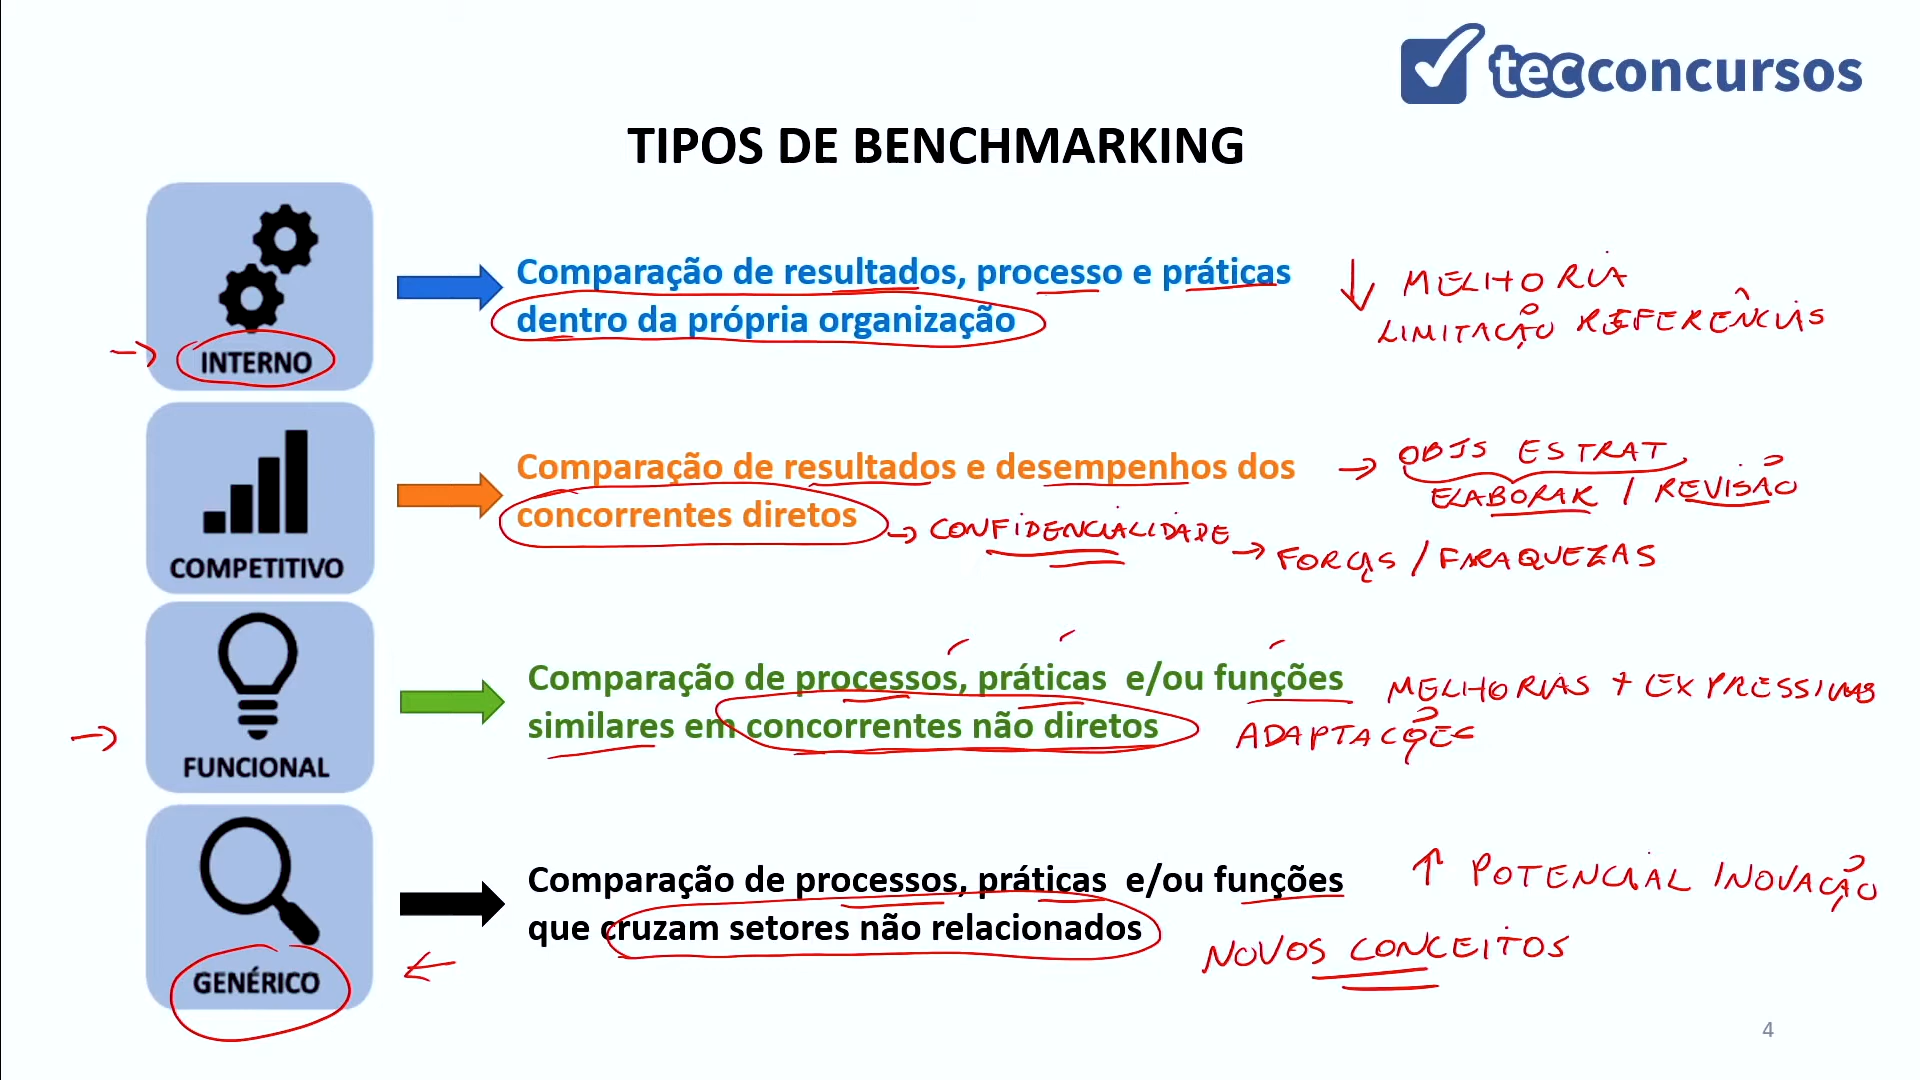 tecconcursos
TIPOS DE BENCHMARKING
INTERNO
Comparação de resultados, processo e práticas
dentro da própria organização
↓ MELHORIA
LIMITAÇÃO REFERÊNCIAS
COMPETITIVO
Comparação de resultados e desempenhos dos
concorrentes diretos
→ CONFIDENCIALIDADE
→ OBJS ESTRAT.
ELABORAR / REVISÃO
→ FORÇAS / FRAQUEZAS
FUNCIONAL
Comparação de processos, práticas e/ou funções
similares em concorrentes não diretos
MELHORIAS + EXPRESSIVAS
ADAPTAÇÕES
GENÉRICO
Comparação de processos, práticas e/ou funções
que cruzam setores não relacionados
↑ POTENCIAL INOVAÇÃO
NOVOS CONCEITOS
4